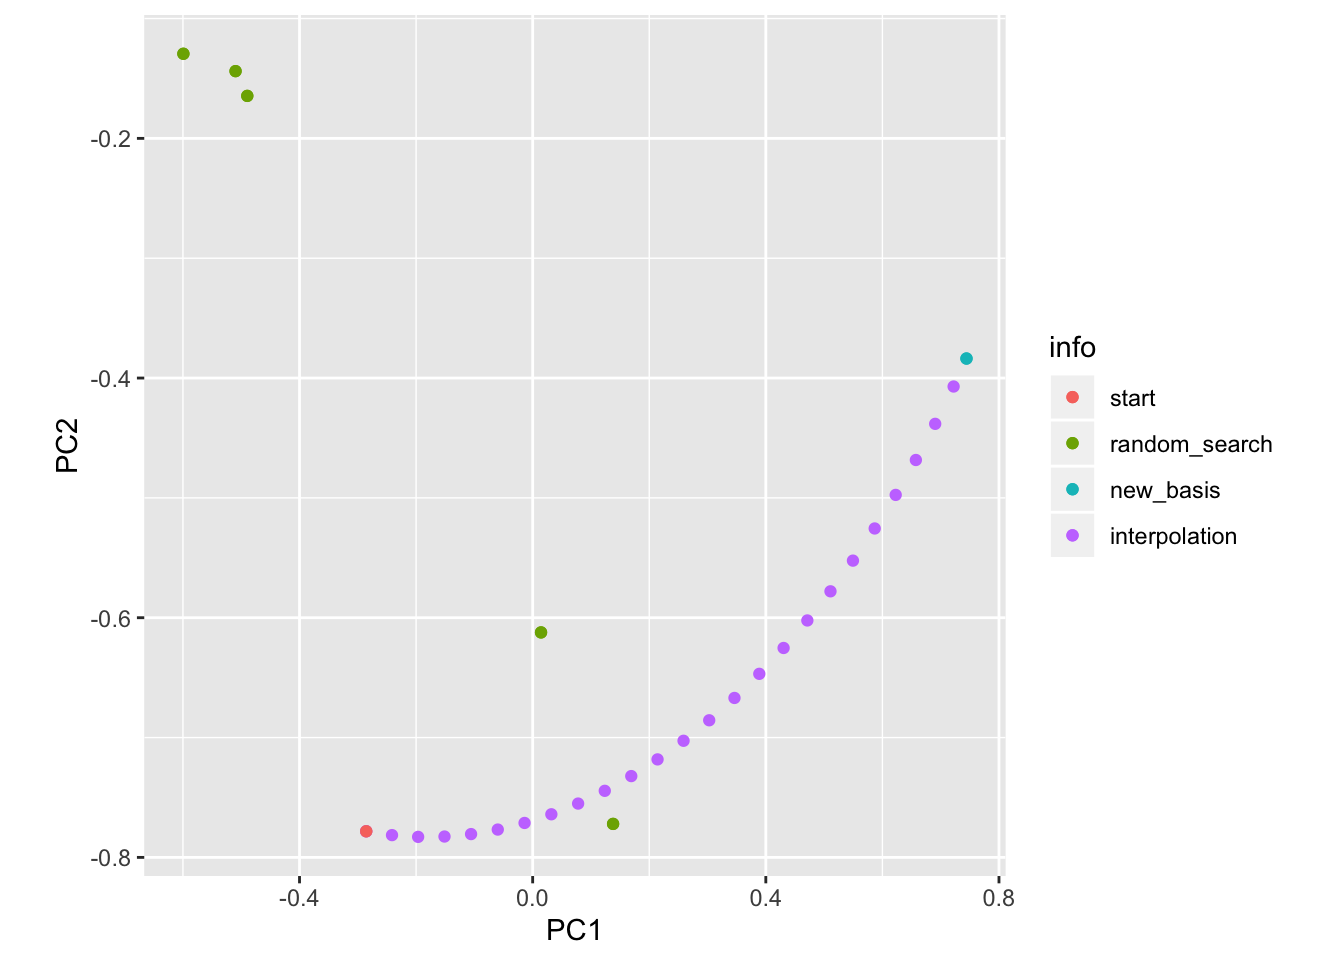 -0.2
-0.4
-0.6
-0.8
PC2
-0.4
0.0
0.4
0.8
PC1
info
start
random_search
new_basis
interpolation